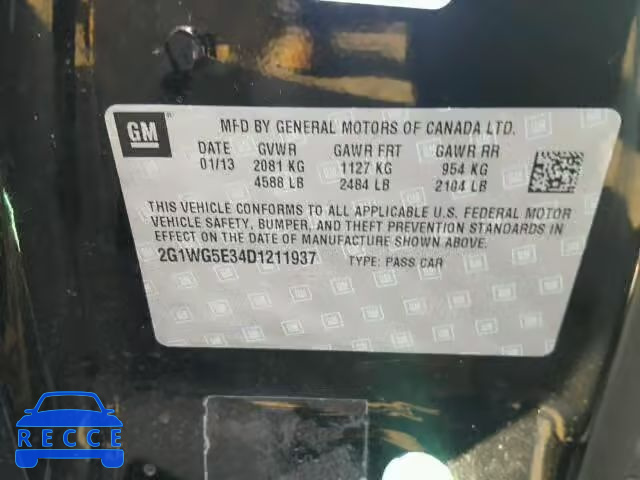 GM
MFD BY GENERAL MOTORS OF CANADA LTD.
DATE GVWR GAWR FRT GAWR RR
01/13 2081 KG 1127 KG 954 KG
4588 LB 2484 LB 2104 LB
THIS VEHICLE CONFORMS TO ALL APPLICABLE U.S. FEDERAL MOTOR
VEHICLE SAFETY, BUMPER, AND THEFT PREVENTION STANDARDS IN
EFFECT ON THE DATE OF MANUFACTURE SHOWN ABOVE.
2G1WG5E34D1211937 TYPE: PASS CAR
RECCE